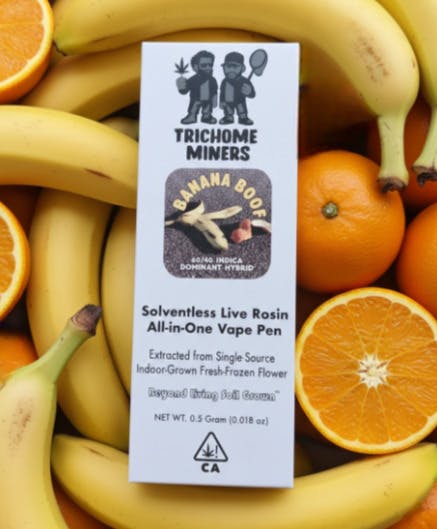 TRICHOME
MINERS
BANANA BOOF
60/40 INDICA
DOMINANT HYBRID
Solventless Live Rosin
All-in-One Vape Pen
Extracted from Single Source
Indoor-Grown Fresh-Frozen Flower
Beyond Living Soil Grown™
NET WT. 0.5 Gram (0.018 oz)
CA